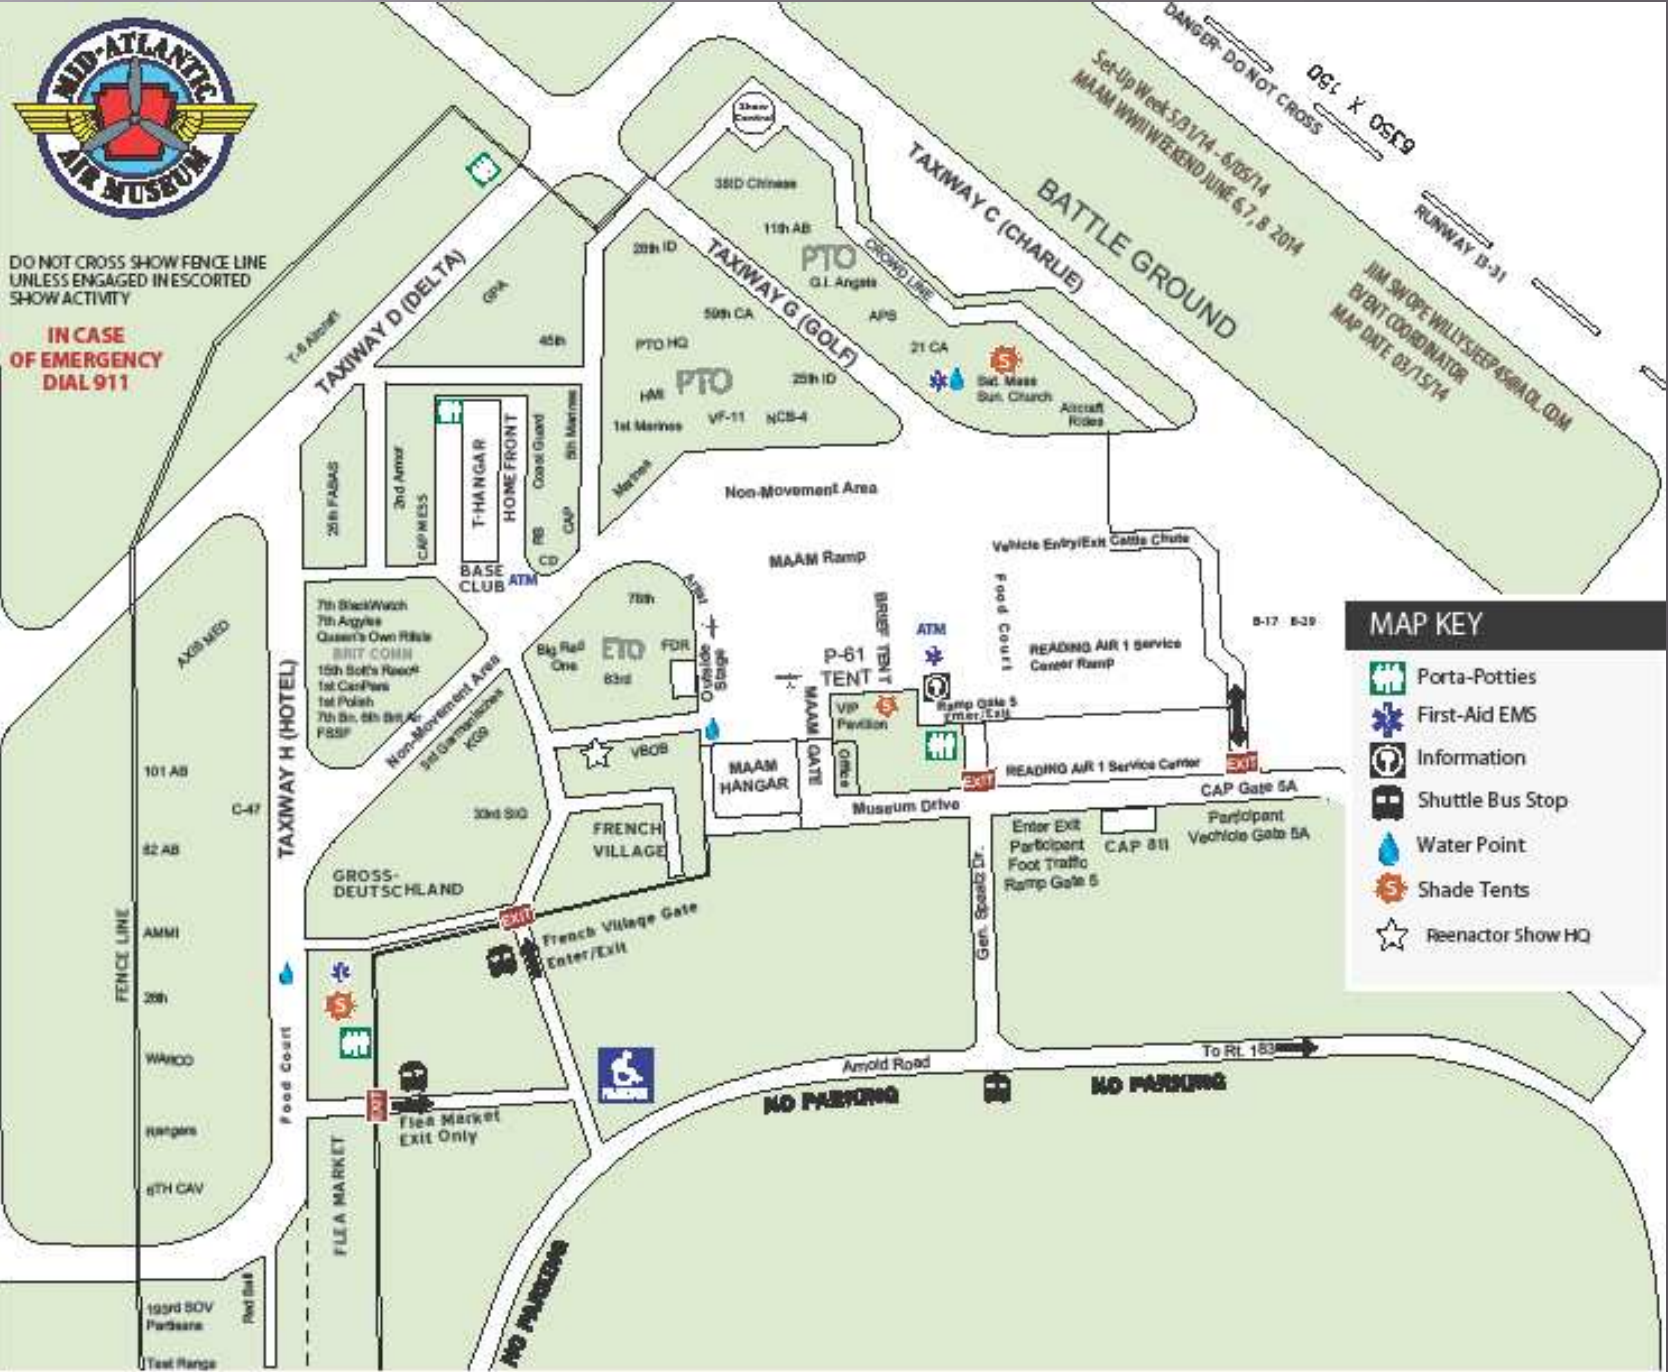 MID-ATLANTIC
AIR MUSEUM
DO NOT CROSS SHOW FENCE LINE
UNLESS ENGAGED IN ESCORTED
SHOW ACTIVITY
IN CASE
OF EMERGENCY
DIAL 911
DANGER- DO NOT CROSS
6350 X 150
RUNWAY 13-31
Set-Up Week 5/31/14 - 6/05/14
MAAM WWII WEEKEND JUNE 6, 7, 8 2014
JIM SWOPE WILLYSJEEP45@AOL.COM
EVENT COORDINATOR
MAP DATE 03/15/14
BATTLE GROUND
TAXIWAY C (CHARLIE)
CROWD LINE
Show
Central
38ID Chinese
11th AB
PTO
G.I. Angels
APS
21 CA
S
Sat. Mass
Sun. Church
Aircraft
Rides
TAXIWAY G (GOLF)
28th ID
59th CA
PTO HQ
PTO
25th ID
HMI
1st Marines
VF-11
NCB-4
Marines
TAXIWAY D (DELTA)
T-6 Aircraft
GPA
45th
25th FABAS
2nd Armor
CAP MESS
T-HANGAR
HOME FRONT
Coast Guard
5th Marines
RB
CAP
CD
BASE
CLUB
ATM
Non-Movement Area
MAAM Ramp
Vehicle Entry/Exit Cattle Chute
Food Court
READING AIR 1 Service
Center Ramp
B-17 B-29
7th BlackWatch
7th Argyles
Queen's Own Rifles
BRIT COMM
1st Polish
FSSF
Non-Movement Area
3rd Germanisches
KG9
78th
Big Red
One
ETO
FDR
83rd
Artist
Outside
Stage
P-61
TENT
BRIEF TENT
ATM
VIP
Pavilion
S
Ramp Gate 5
Enter/Exit
Office
MAAM GATE
MAAM
HANGAR
VBOB
EXIT
READING AIR 1 Service Center
EXIT
CAP Gate 5A
Museum Drive
Enter Exit
Participant
Foot Traffic
Ramp Gate 5
CAP 811
Participant
Vechicle Gate 5A
Gen. Spaatz Dr.
FRENCH
VILLAGE
33rd SIG
GROSS-
DEUTSCHLAND
EXIT
French Village Gate
Enter/Exit
AXIS MED
TAXIWAY H (HOTEL)
101 AB
C-47
82 AB
AMMI
28th
WARCO
Rangers
6TH CAV
FENCE LINE
Food Court
S
EXIT
Flea Market
Exit Only
FLEA MARKET
193rd SOV
Partisans
Test Range
Red Ball
Arnold Road
To Rt. 183
NO PARKING
NO PARKING
NO PARKING
MAP KEY
Porta-Potties
First-Aid EMS
Information
Shuttle Bus Stop
Water Point
S Shade Tents
Reenactor Show HQ